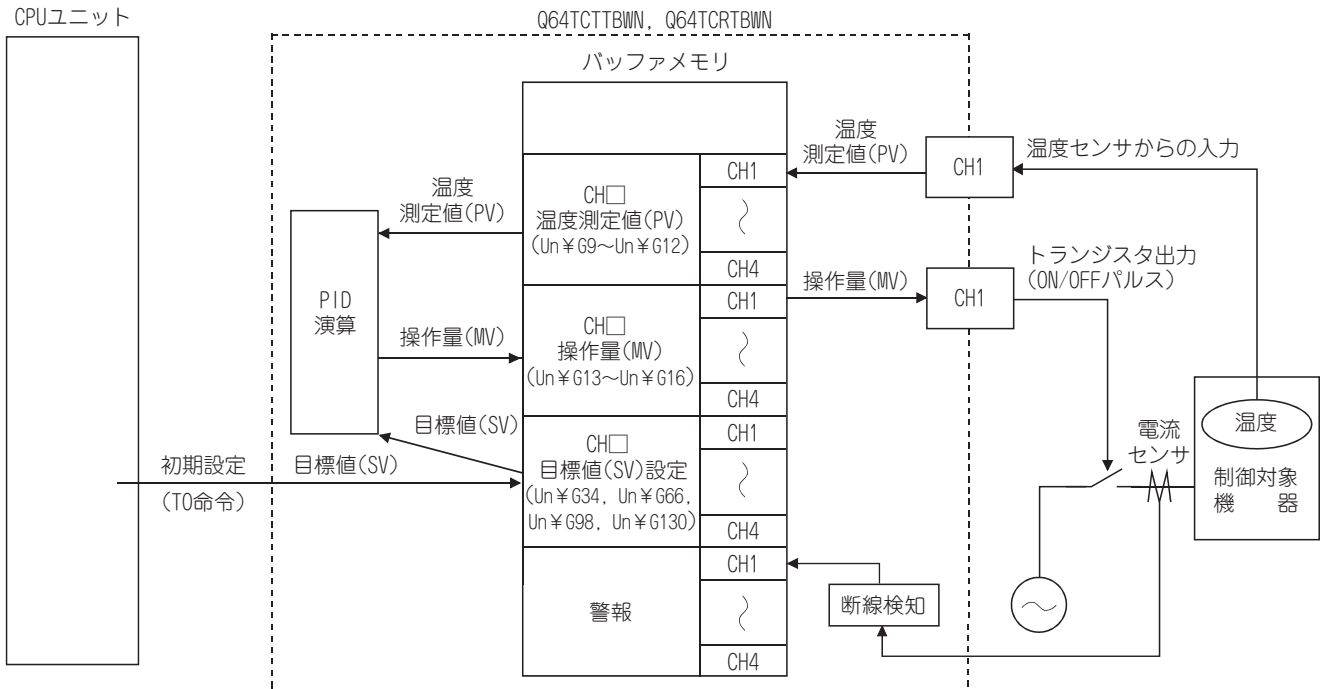 CPUユニット
Q64TCTTBWN, Q64TCRTBWN
バッファメモリ
温度
測定値(PV)
CH1
温度センサからの入力
CH1
温度
測定値(PV)
CH□
温度測定値(PV)
(Un￥G9～Un￥G12)
CH4
PID
演算
操作量(MV)
CH1
操作量(MV)
CH1
トランジスタ出力
(ON/OFFパルス)
CH□
操作量(MV)
(Un￥G13～Un￥G16)
CH4
目標値(SV)
CH1
初期設定
(TO命令)
目標値(SV)
CH□
目標値(SV)設定
(Un￥G34, Un￥G66,
Un￥G98, Un￥G130)
CH4
電流
センサ
温度
制御対象
機　　器
警報
CH1
CH4
断線検知